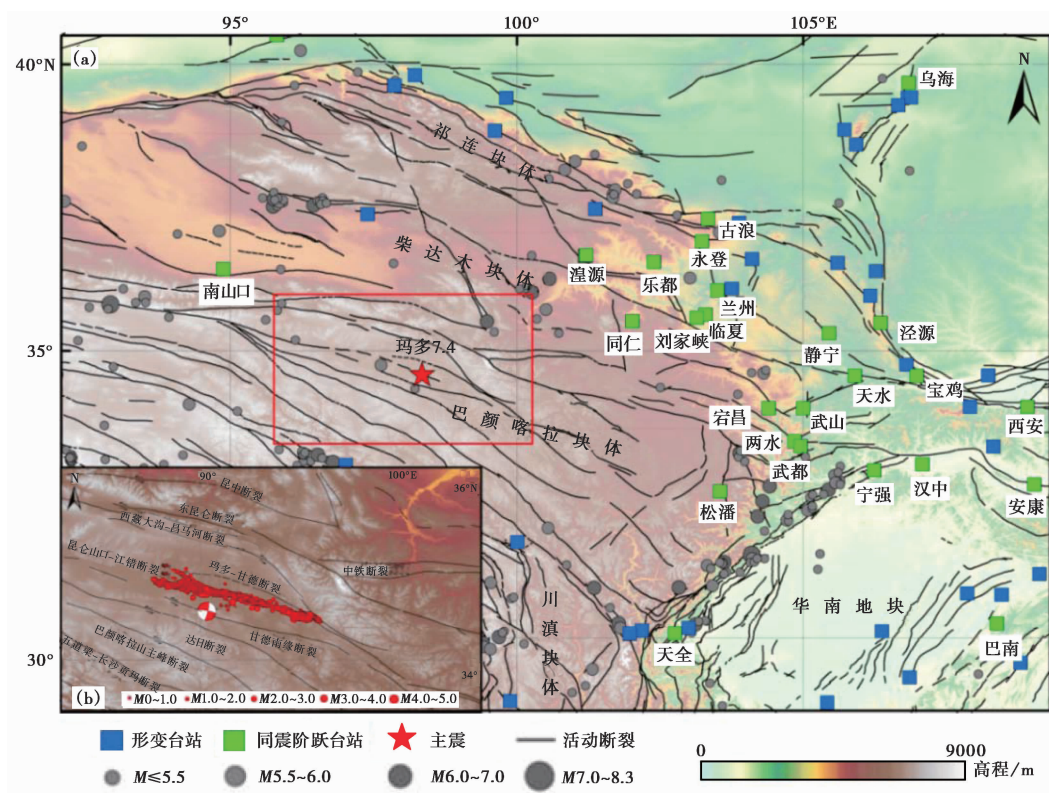 95°
100°
105°E
40°N
35°
30°
(a)
N
乌海
祁连块体
古浪
柴达木块体
永登
湟源
乐都
南山口
兰州
同仁
刘家峡
临夏
泾源
静宁
玛多7.4
天水
宝鸡
巴颜喀拉块体
宕昌
武山
西安
两水
武都
宁强
汉中
松潘
安康
川滇块体
华南地块
天全
巴南
N
90°
100°E
36°N
昆中断裂
东昆仑断裂
西藏大沟-昌马河断裂
昆仑山口-江错断裂
玛多-甘德断裂
中铁断裂
达日断裂
甘德南缘断裂
巴颜喀拉山主峰断裂
五道梁-长沙贡玛断裂
34°
(b)
M0~1.0 M1.0~2.0 M2.0~3.0 M3.0~4.0 M4.0~5.0
形变台站 同震阶跃台站 主震 活动断裂
M≤5.5 M5.5~6.0 M6.0~7.0 M7.0~8.3
0 9000
高程/m